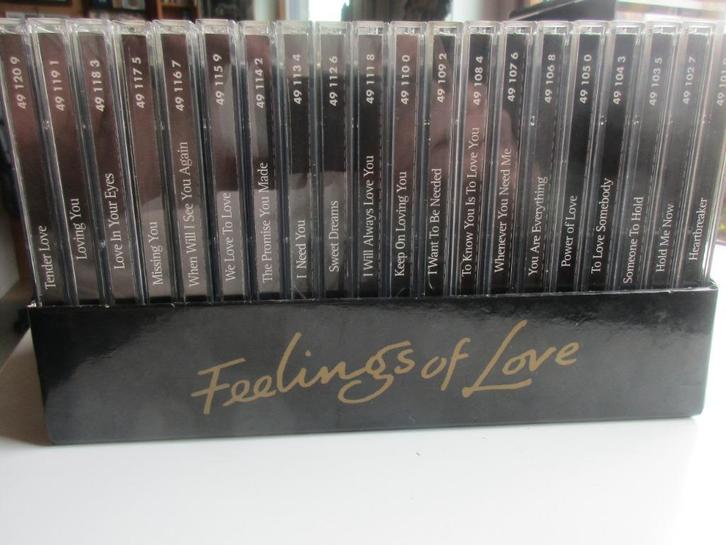 49 120 9
Tender Love
49 119 1
Loving You
49 118 3
Love In Your Eyes
49 117 5
Missing You
49 116 7
When Will I See You Again
49 115 9
We Love To Love
49 114 2
The Promise You Made
49 113 4
I Need You
49 112 6
Sweet Dreams
49 111 8
I Will Always Love You
49 110 0
Keep On Loving You
49 109 2
I Want To Be Needed
49 108 4
To Know You Is To Love You
49 107 6
Whenever You Need Me
49 106 8
You Are Everything
49 105 0
Power of Love
49 104 3
To Love Somebody
49 103 5
Someone To Hold
49 102 7
Hold Me Now
Heartbreaker
Feelings of Love